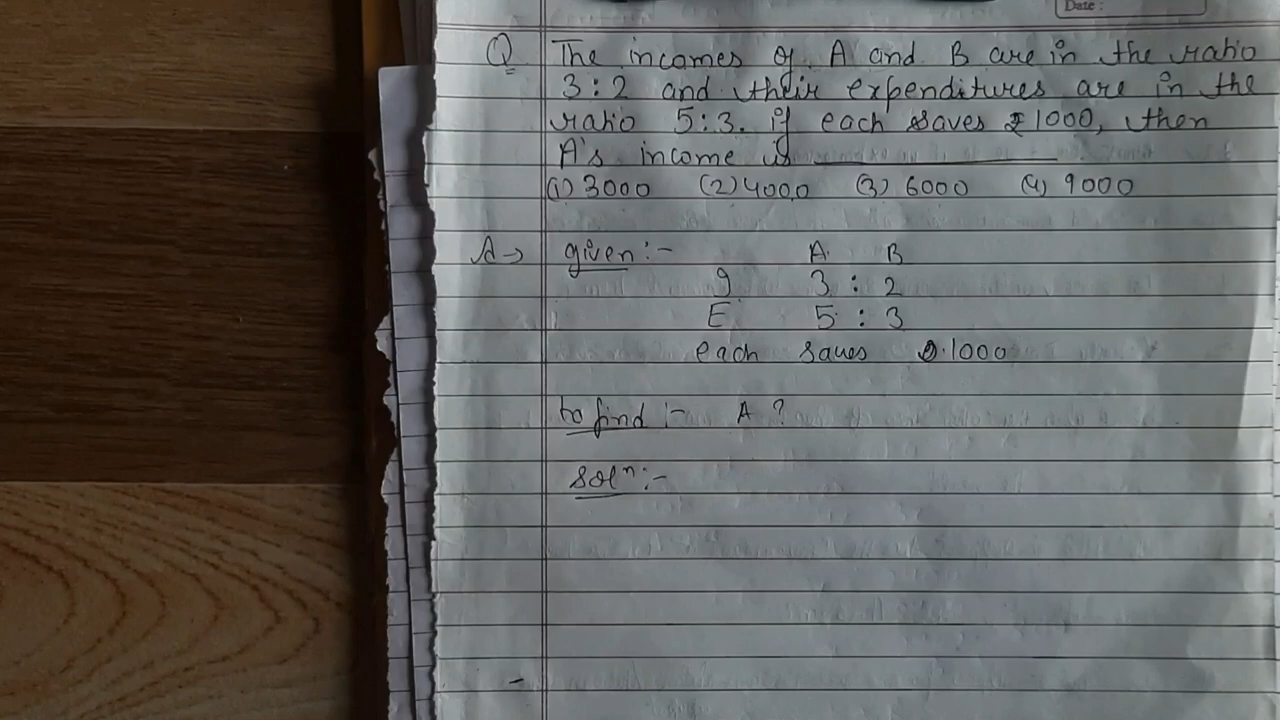 Date :
Q The incomes of A and B are in the ratio
3 : 2 and their expenditures are in the
ratio 5:3. if each saves ₹1000, then
A's income is ____________
(1) 3000 (2) 4000 (3) 6000 (4) 9000
A→ given :- A B
I 3 : 2
E 5 : 3
each saves 1000
to find :- A ?
solⁿ :-